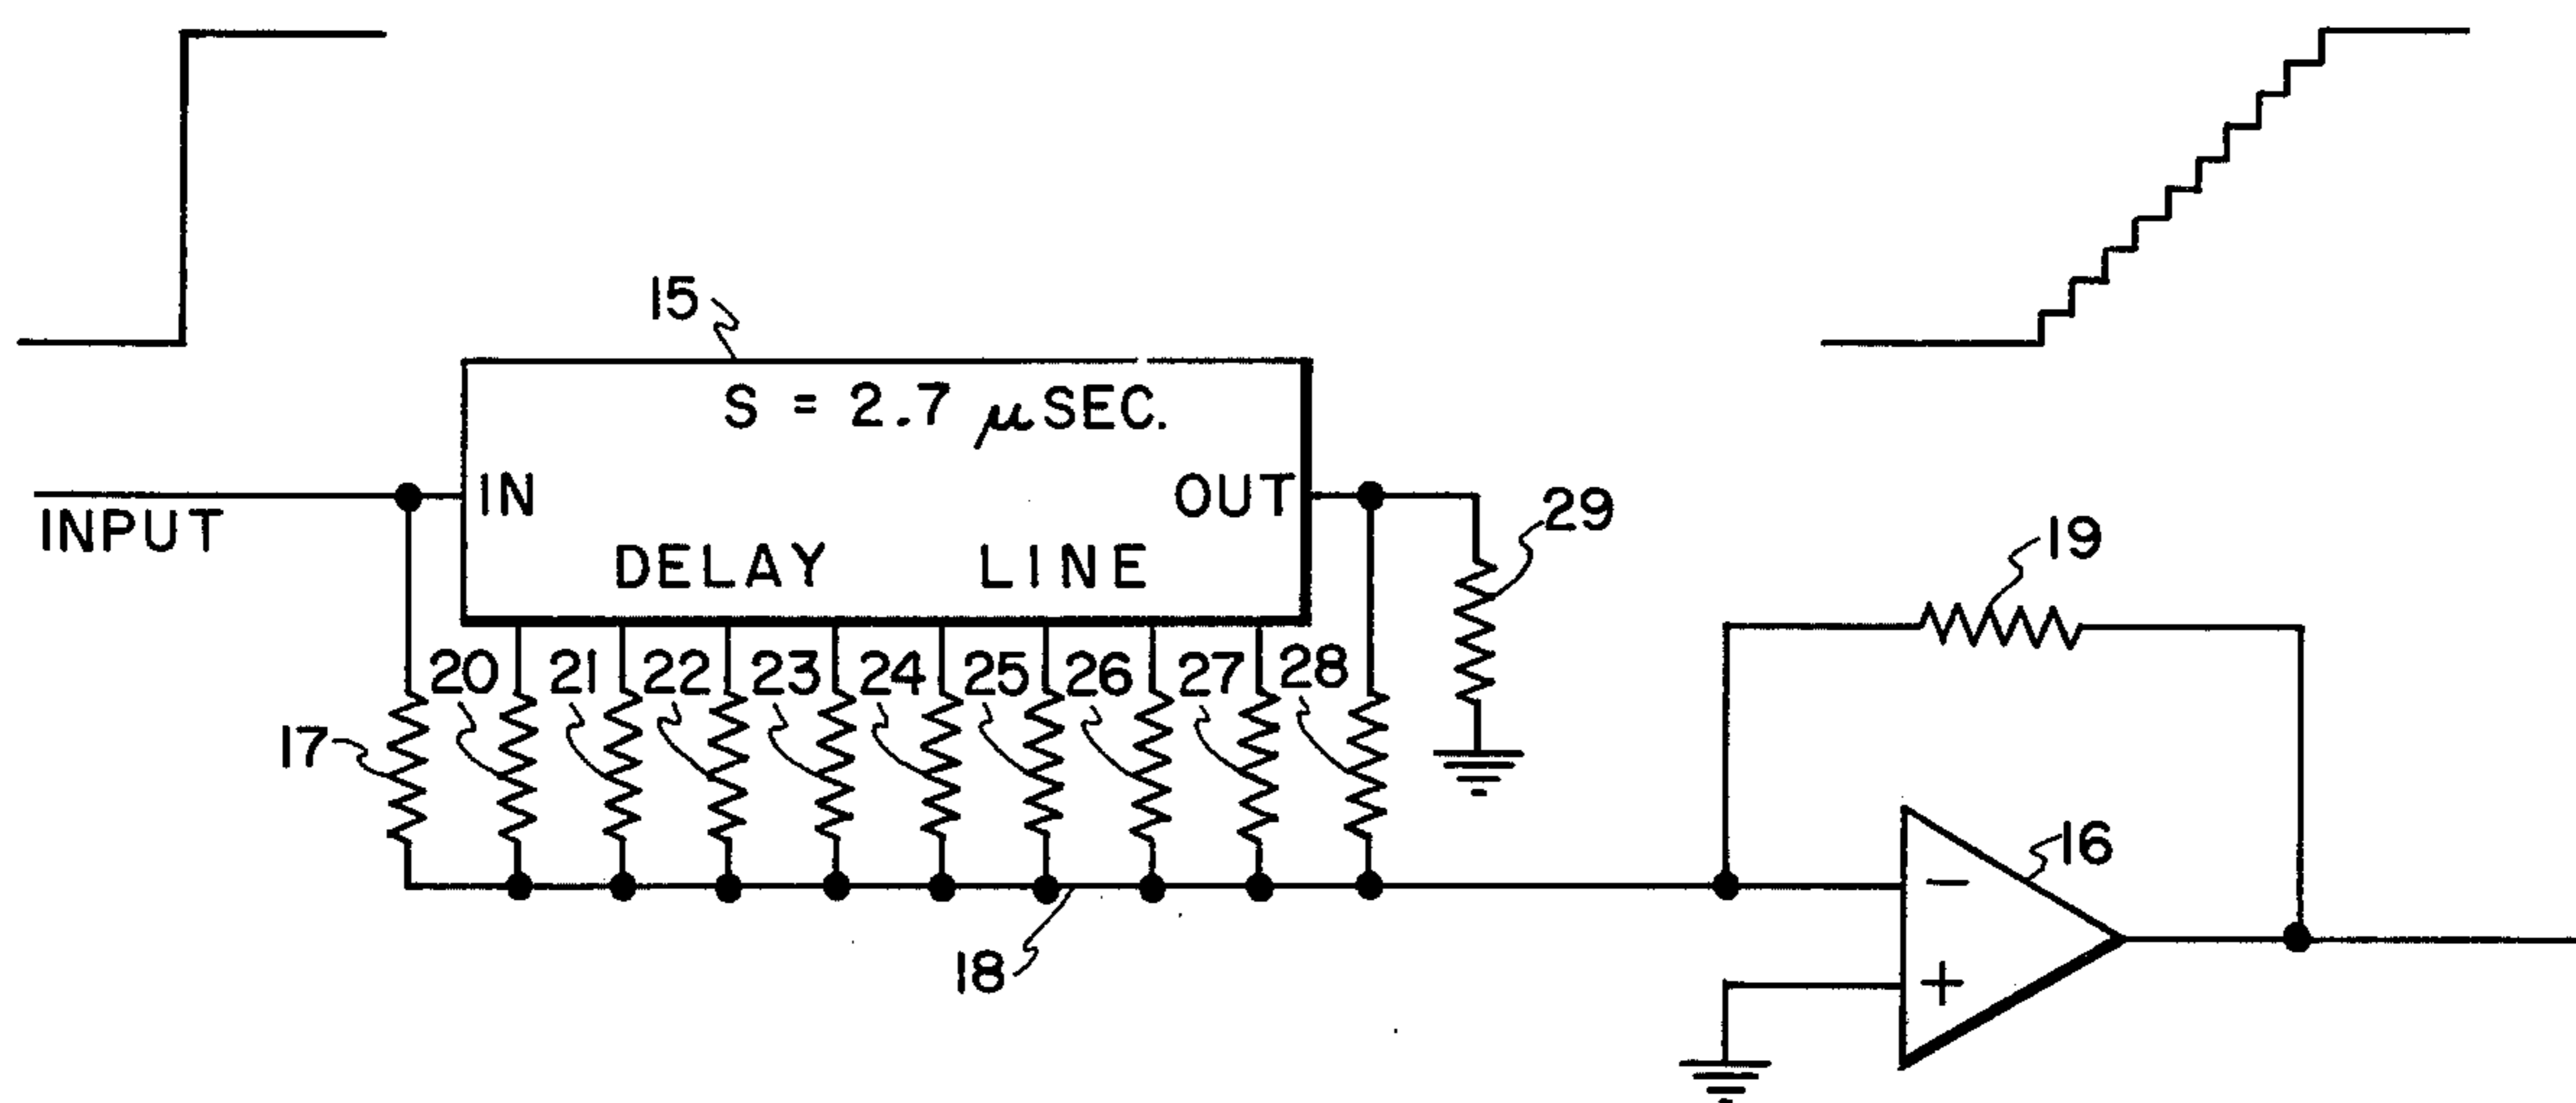 15
S = 2.7 μSEC.
IN
OUT
INPUT
29
DELAY LINE
19
20 21 22 23 24 25 26 27 28
17
16
−
18
+